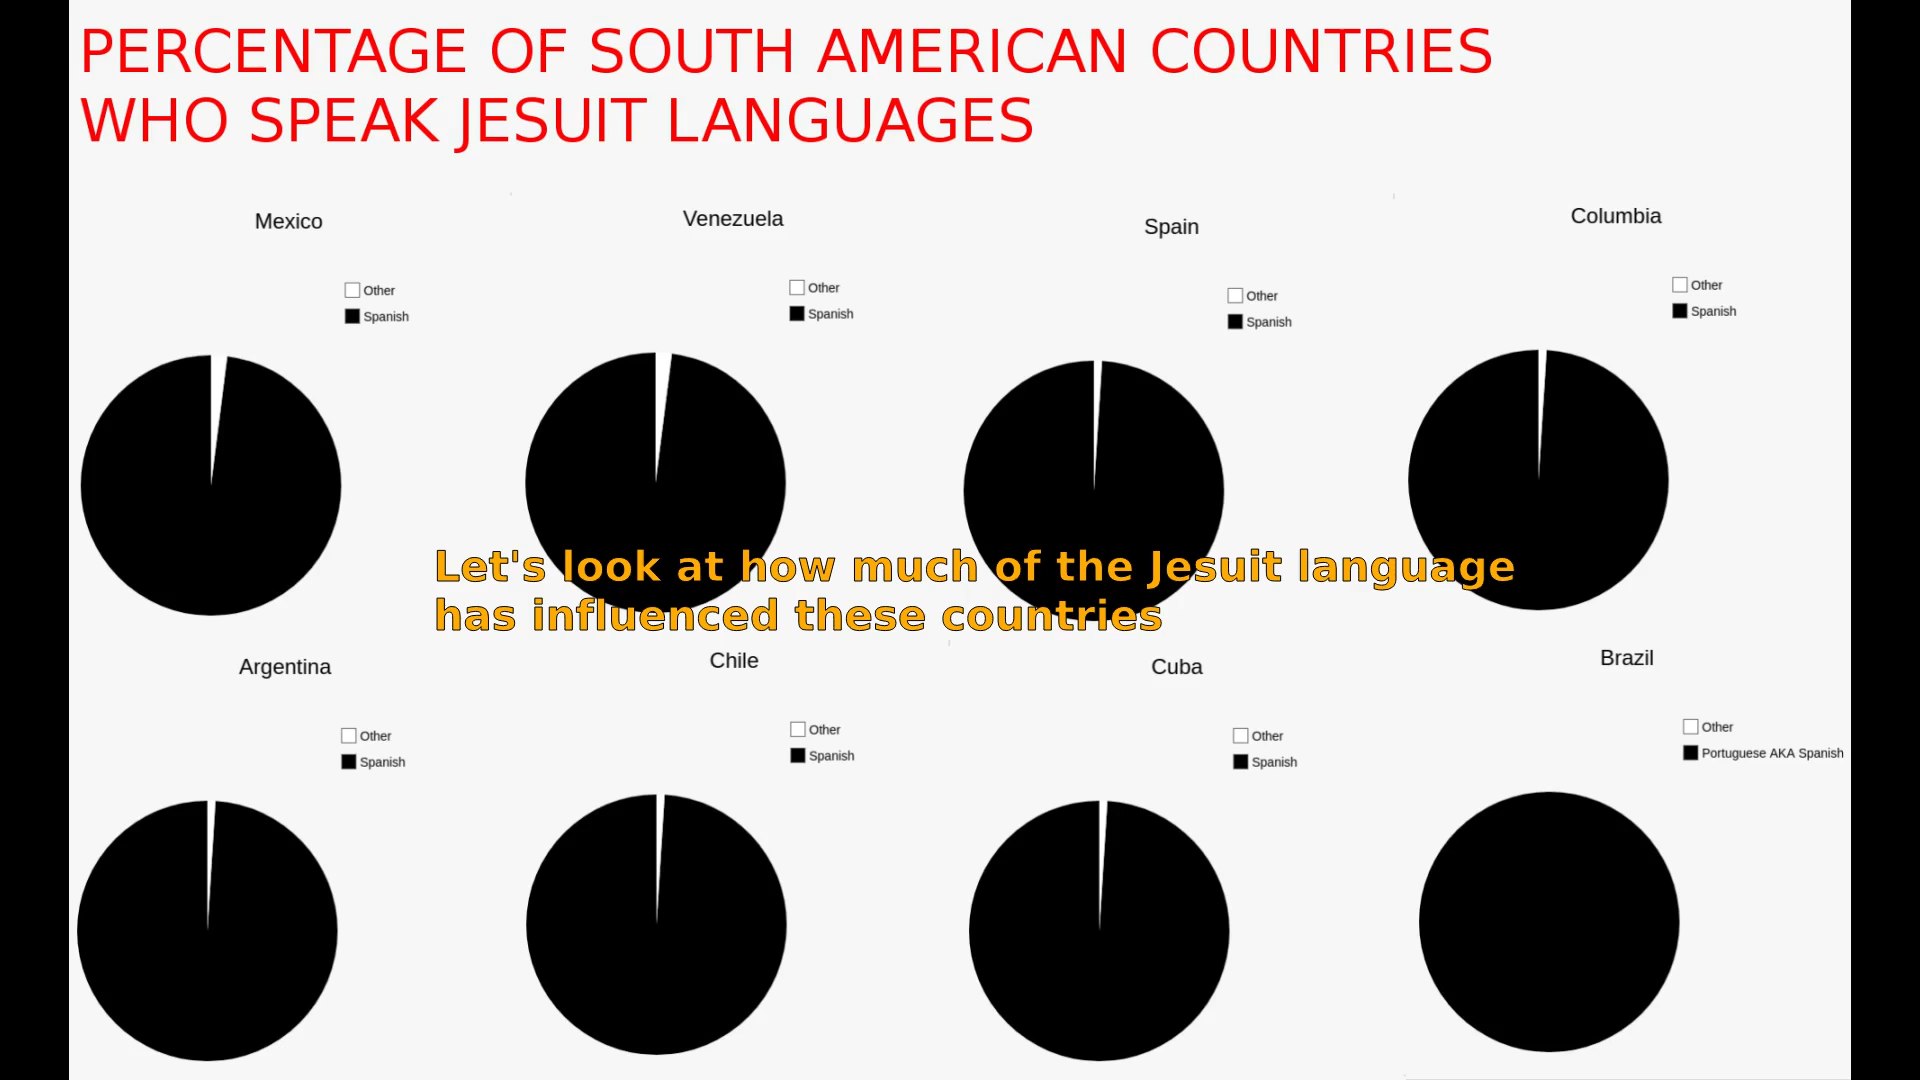 PERCENTAGE OF SOUTH AMERICAN COUNTRIES
WHO SPEAK JESUIT LANGUAGES
Mexico
Other
Spanish
Venezuela
Other
Spanish
Spain
Other
Spanish
Columbia
Other
Spanish
Let's look at how much of the Jesuit language
has influenced these countries
Argentina
Other
Spanish
Chile
Other
Spanish
Cuba
Other
Spanish
Brazil
Other
Portuguese AKA Spanish